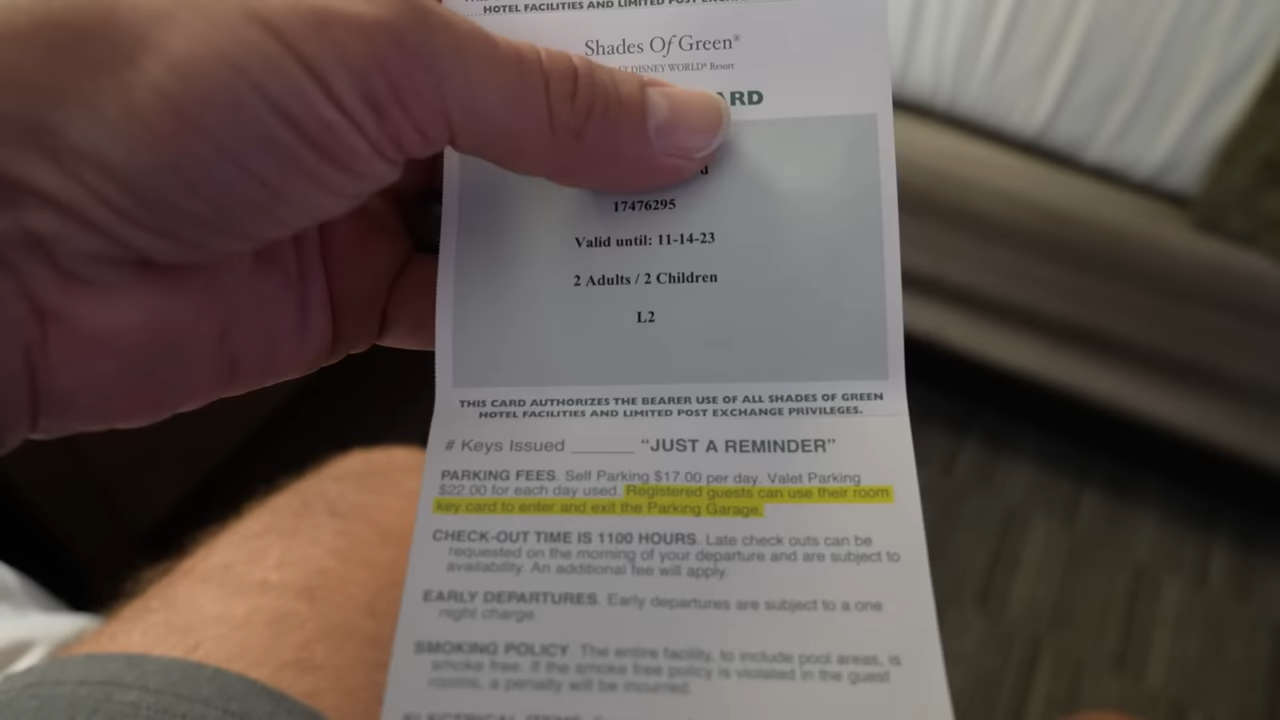 HOTEL FACILITIES AND LIMITED POST
Shades Of Green®
DISNEY WORLD® Resort
17476295
Valid until: 11-14-23
2 Adults / 2 Children
L2
THIS CARD AUTHORIZES THE BEARER USE OF ALL SHADES OF GREEN
HOTEL FACILITIES AND LIMITED POST EXCHANGE PRIVILEGES.
# Keys Issued ______ “JUST A REMINDER”
PARKING FEES. Self Parking $17.00 per day. Valet Parking
$22.00 for each day used. Registered guests can use their room
key card to enter and exit the Parking Garage.
CHECK-OUT TIME IS 1100 HOURS. Late check outs can be
requested on the morning of your departure and are subject to
availability. An additional fee will apply.
EARLY DEPARTURES. Early departures are subject to a one
night charge.
SMOKING POLICY. The entire facility, to include pool areas, is
smoke free. If the smoke free policy is violated in the guest
rooms, a penalty will be incurred.